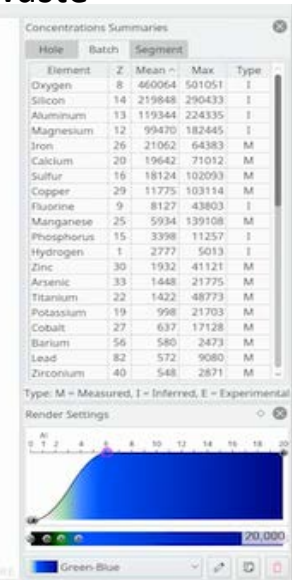 Concentrations Summaries
Hole Batch Segment
Element Z Mean Max Type
Oxygen 8 460064 501051 I
Silicon 14 219848 290433 I
Aluminum 13 119344 224335 I
Magnesium 12 99470 182445 I
Iron 26 21062 64383 M
Calcium 20 19642 71012 M
Sulfur 16 18124 102093 M
Copper 29 11775 103114 M
Fluorine 9 8127 43803 I
Manganese 25 5934 139108 M
Phosphorus 15 3398 11257 I
Hydrogen 1 2777 5013 I
Zinc 30 1932 41121 M
Arsenic 33 1448 21775 M
Titanium 22 1422 48773 M
Potassium 19 998 21703 M
Cobalt 27 637 17128 M
Barium 56 580 2473 M
Lead 82 572 9080 M
Zirconium 40 548 2871 M
Type: M = Measured, I = Inferred, E = Experimental
Render Settings
Al
0 1 2 4 6 8 10 12 14 16 18 20
20,000
Green-Blue